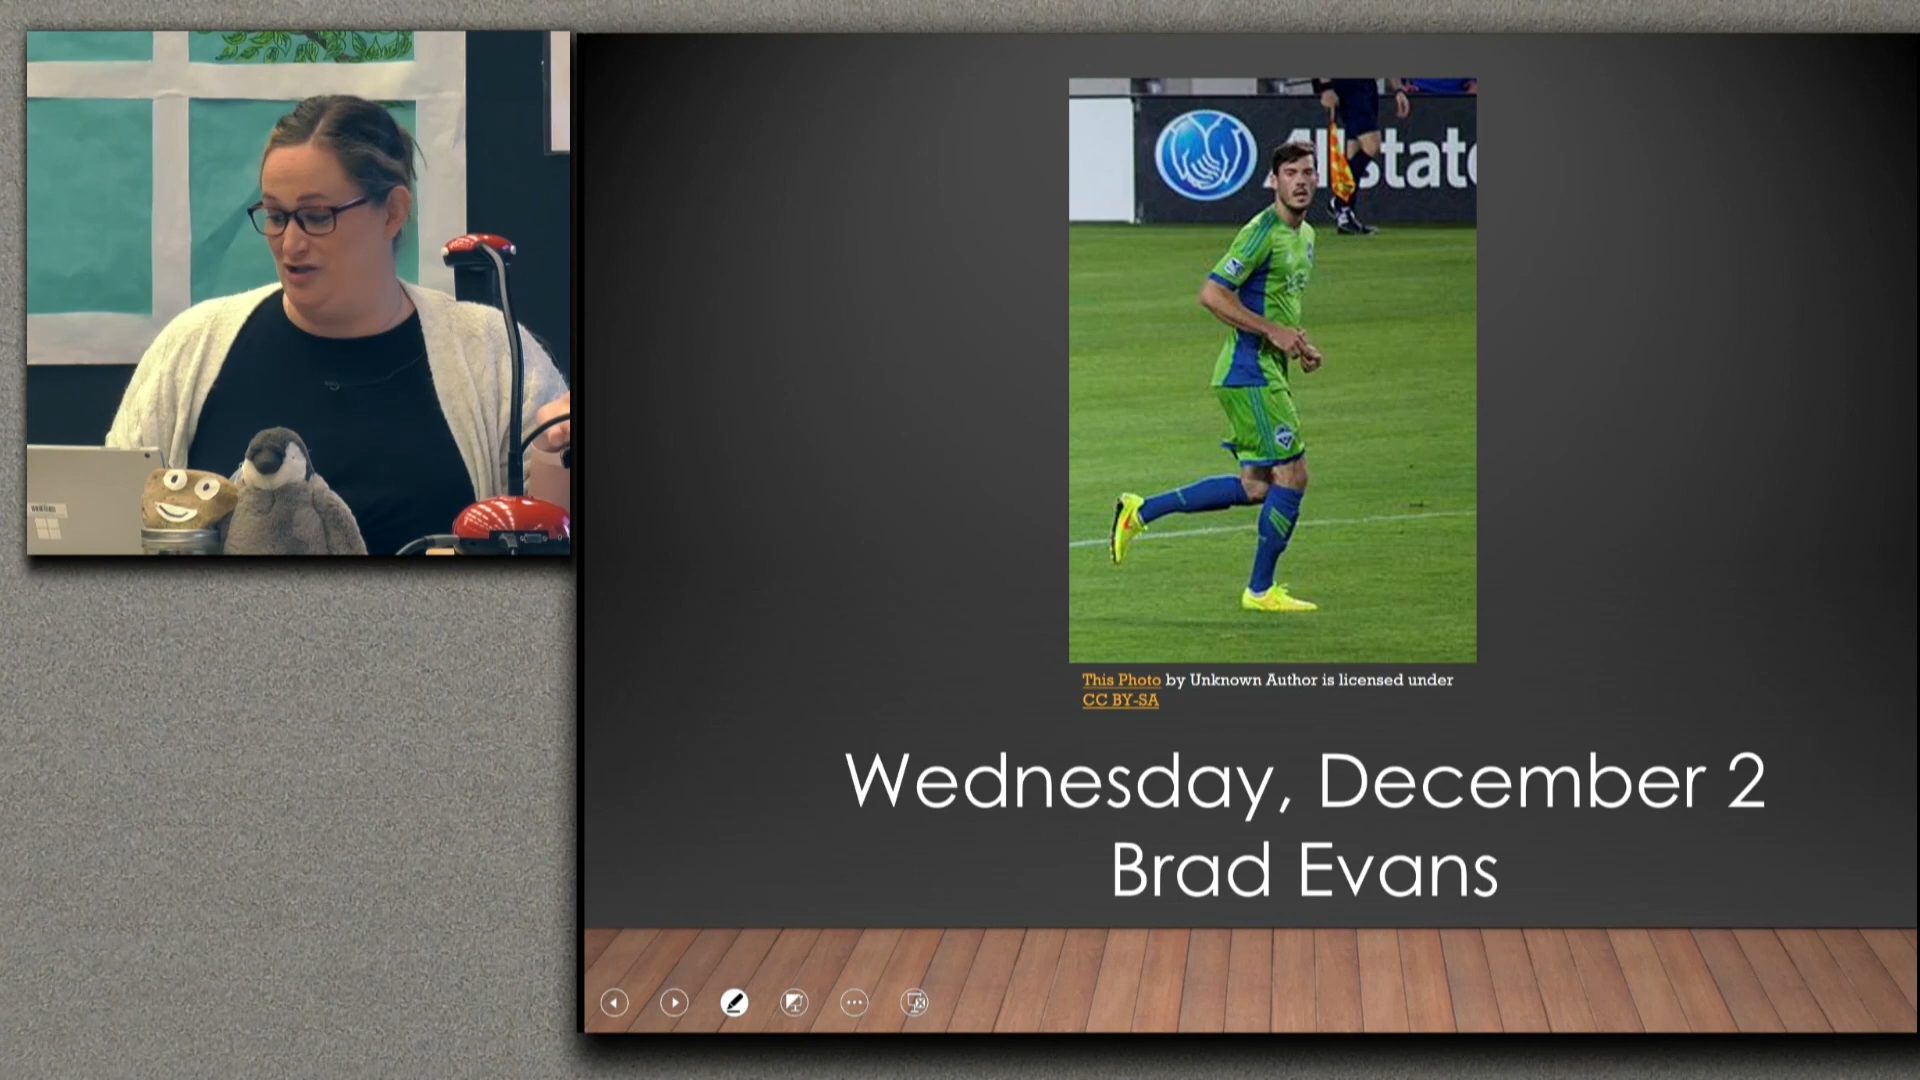 Allstate
This Photo by Unknown Author is licensed under
CC BY-SA
Wednesday, December 2
Brad Evans